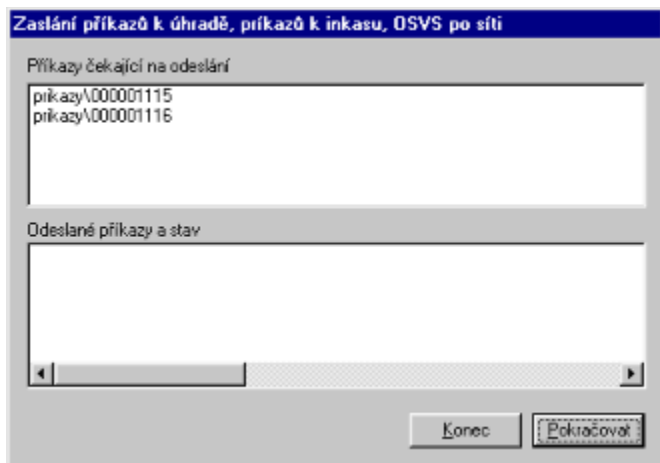 Zaslání příkazů k úhradě, príkazů k inkasu, OSVS po síti
Příkazy čekající na odeslání
prikazy\000001115
prikazy\000001116
Odeslané příkazy a stav
Konec
Pokračovat